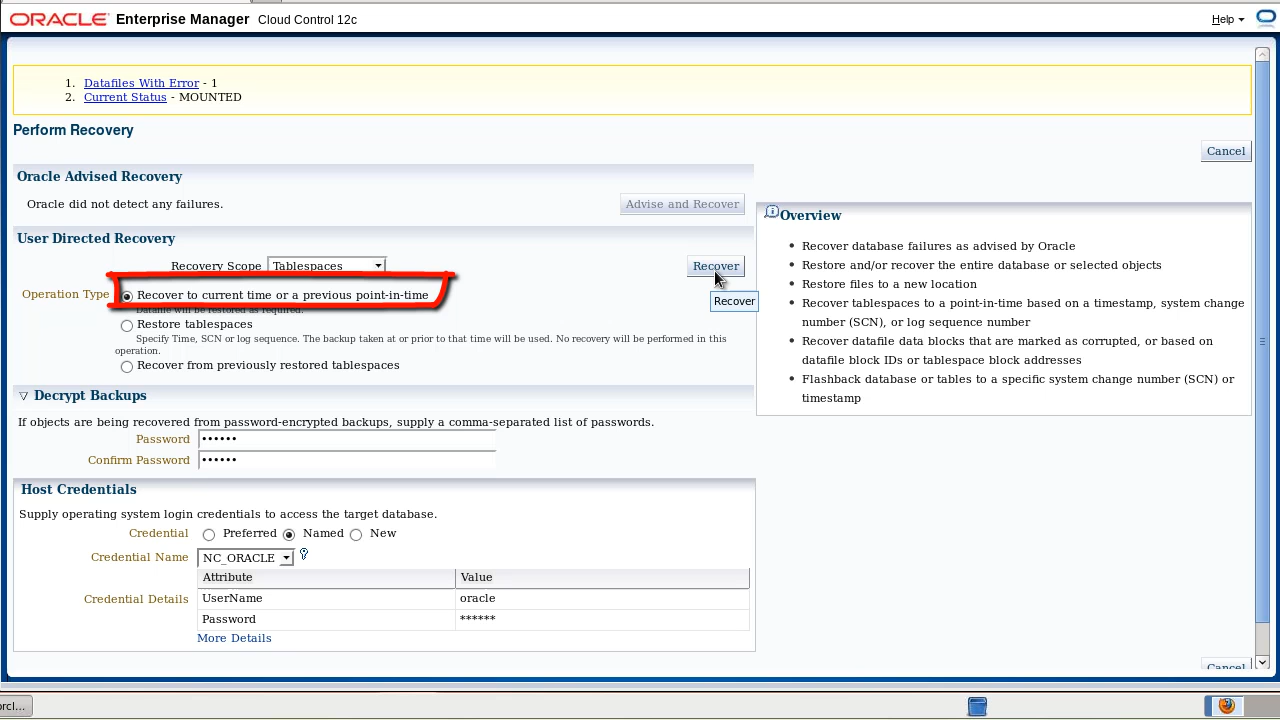 ORACLE Enterprise Manager Cloud Control 12c
Help
1. Datafiles With Error - 1
2. Current Status - MOUNTED
Perform Recovery
Cancel
Oracle Advised Recovery
Oracle did not detect any failures.
Advise and Recover
User Directed Recovery
Recovery Scope Tablespaces
Recover
Operation Type Recover to current time or a previous point-in-time
Recover
Datafile will be restored as required.
Restore tablespaces
Specify Time, SCN or log sequence. The backup taken at or prior to that time will be used. No recovery will be performed in this
operation.
Recover from previously restored tablespaces
Overview
• Recover database failures as advised by Oracle
• Restore and/or recover the entire database or selected objects
• Restore files to a new location
• Recover tablespaces to a point-in-time based on a timestamp, system change
number (SCN), or log sequence number
• Recover datafile data blocks that are marked as corrupted, or based on
datafile block IDs or tablespace block addresses
• Flashback database or tables to a specific system change number (SCN) or
timestamp
Decrypt Backups
If objects are being recovered from password-encrypted backups, supply a comma-separated list of passwords.
Password ••••••
Confirm Password ••••••
Host Credentials
Supply operating system login credentials to access the target database.
Credential Preferred Named New
Credential Name NC_ORACLE
Attribute Value
Credential Details UserName oracle
Password ******
More Details
Cancel
orcl...